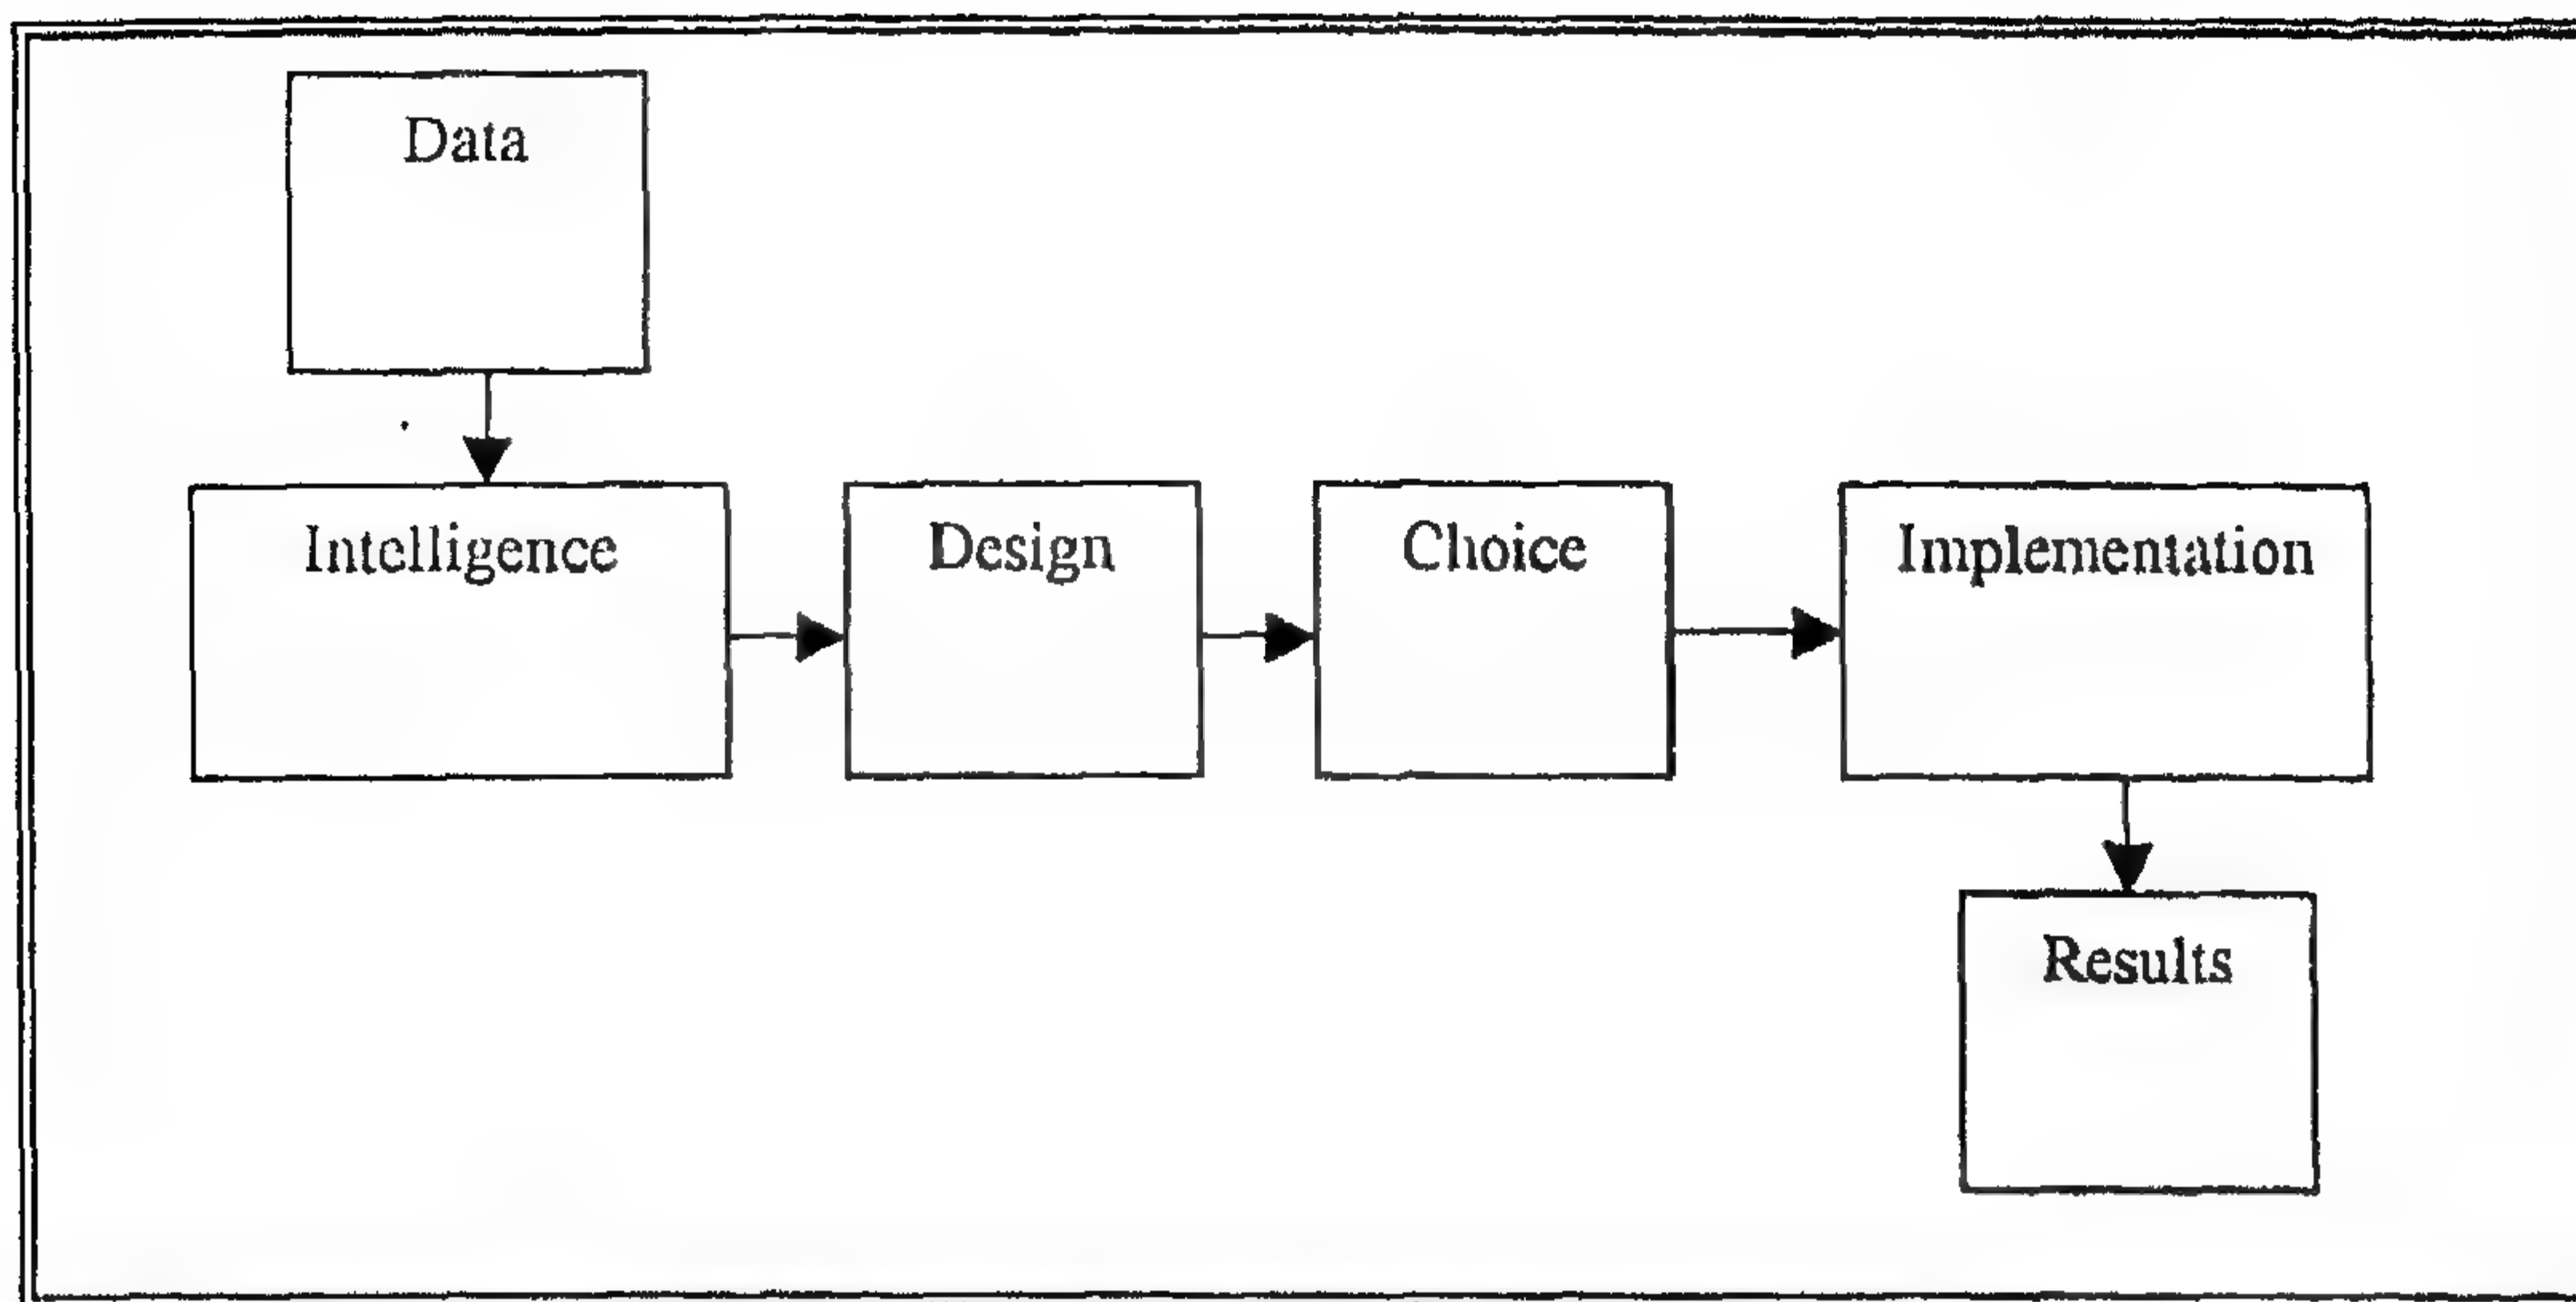 Data
Intelligence
Design
Choice
Implementation
Results